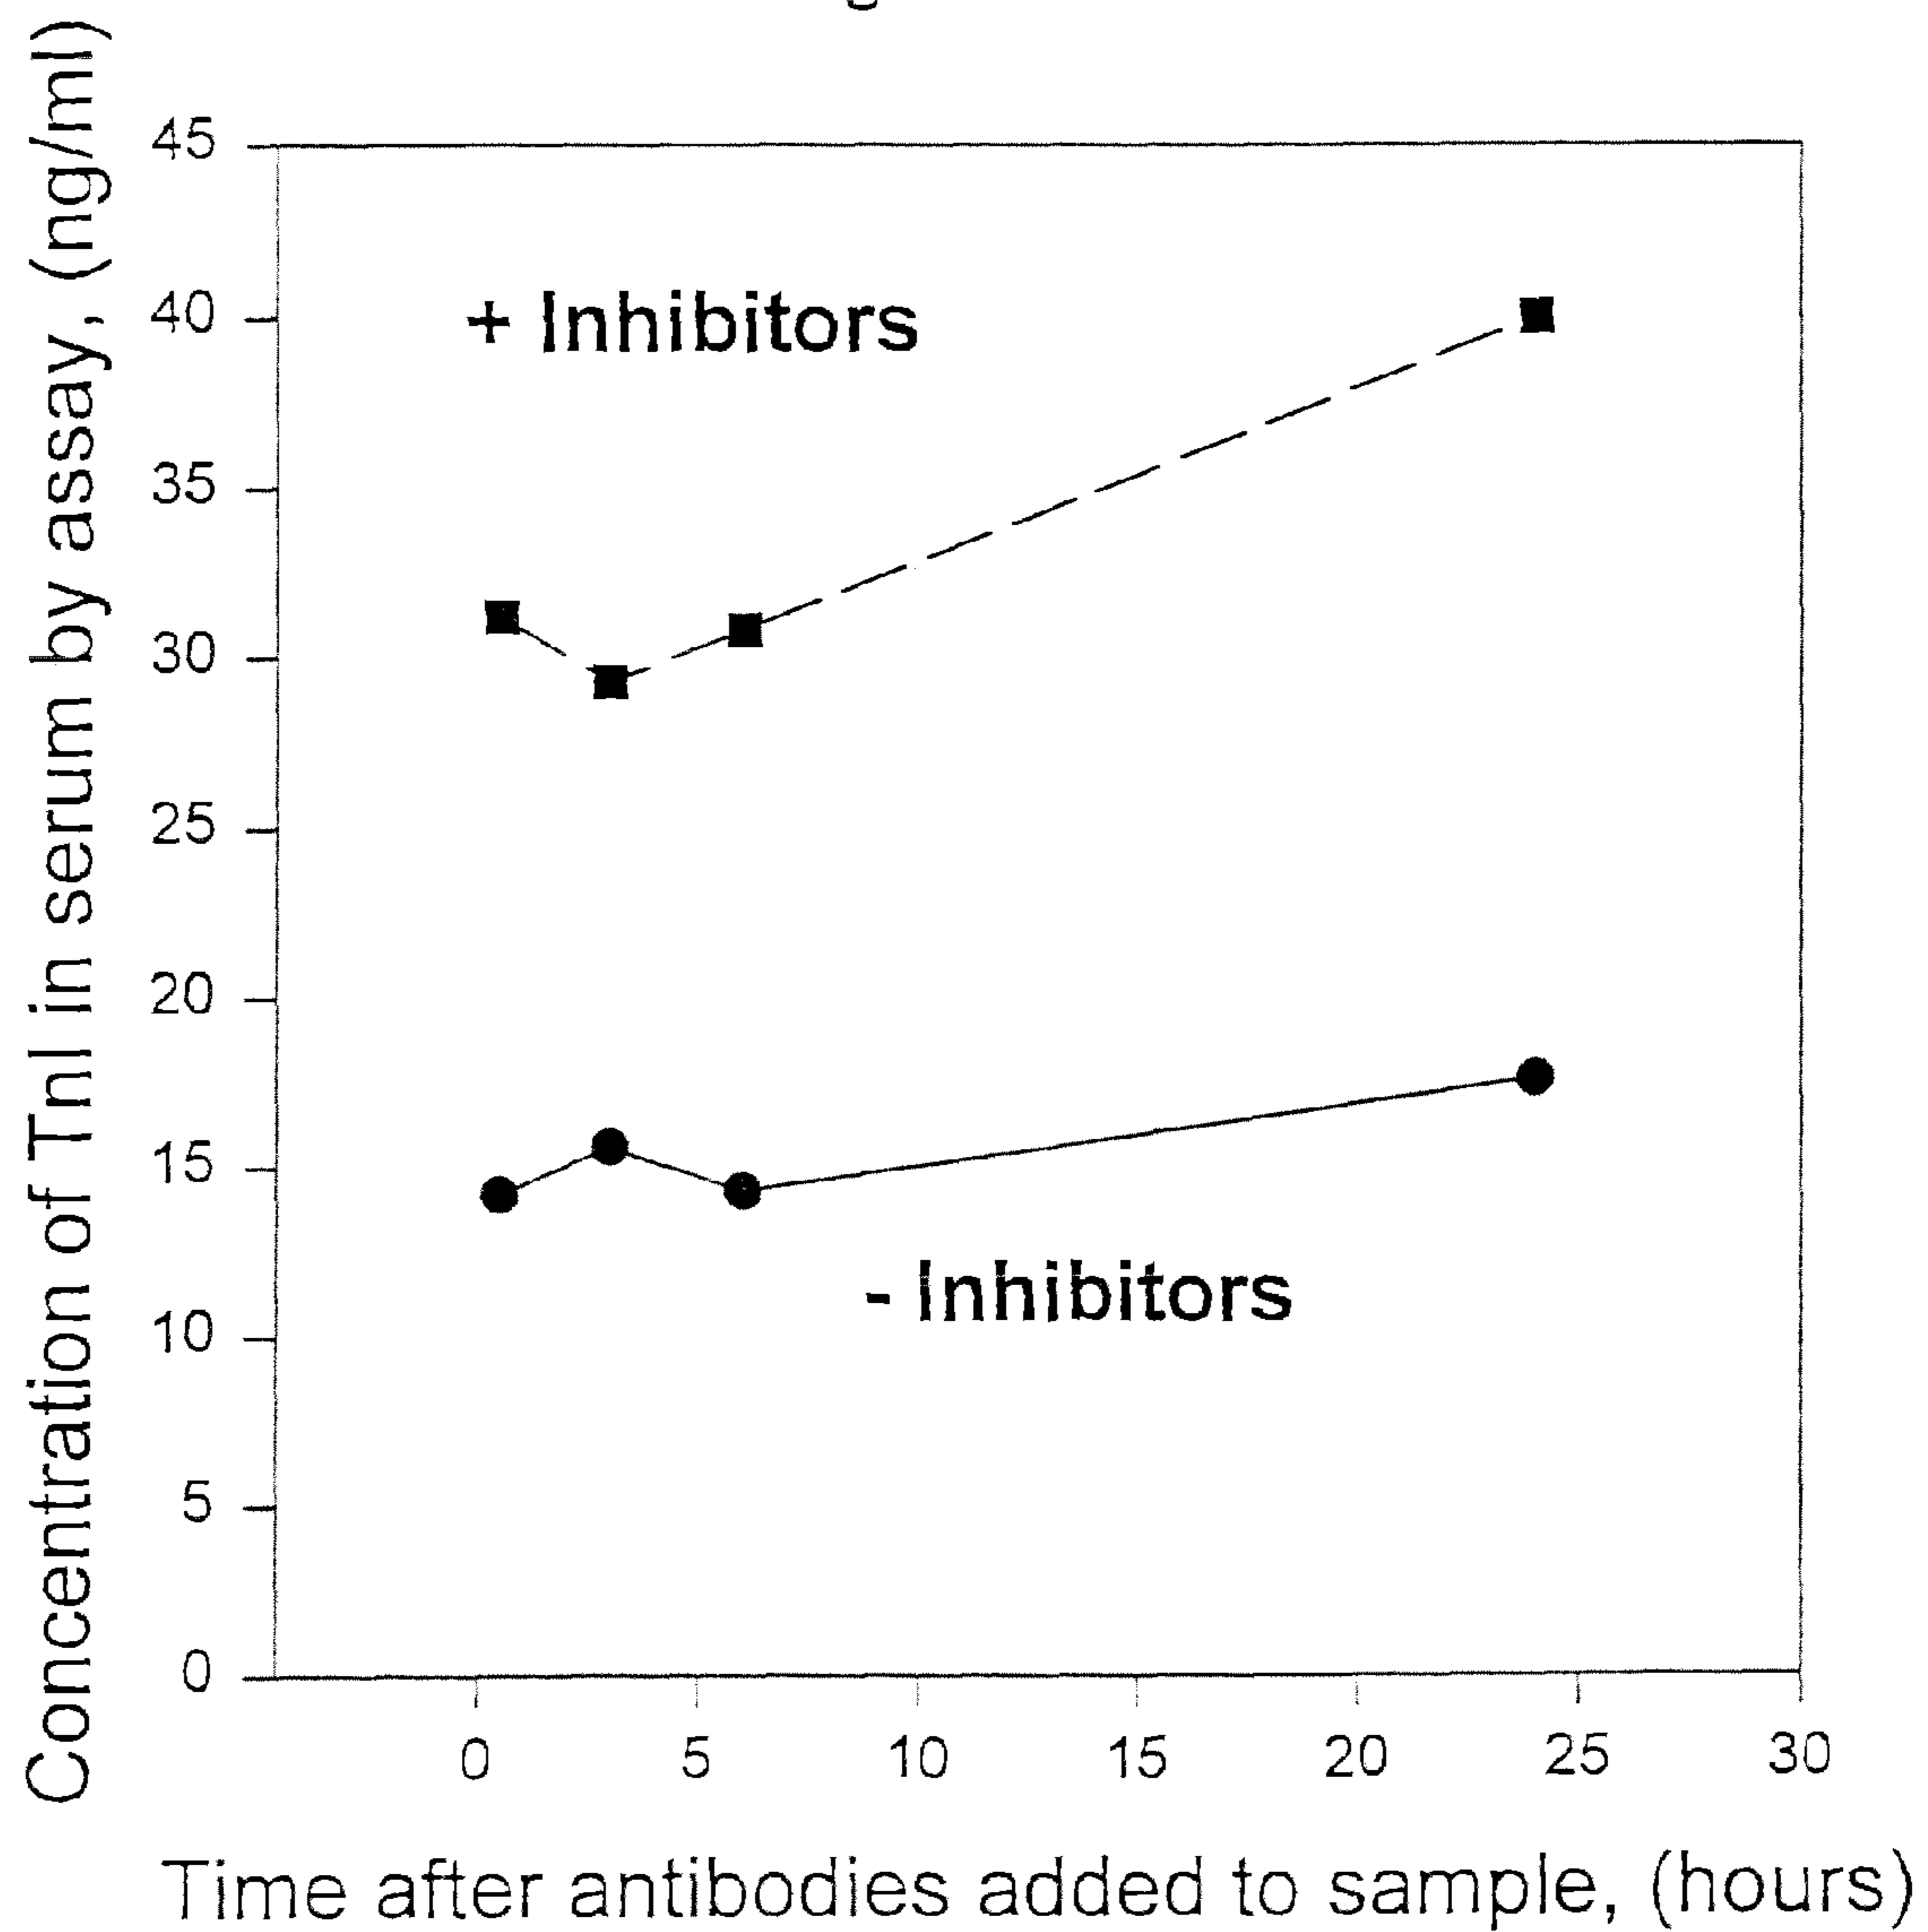 Concentration of TnI in serum by assay, (ng/ml)
45
40
35
30
25
20
15
10
5
0
+ Inhibitors
- Inhibitors
0 5 10 15 20 25 30
Time after antibodies added to sample, (hours)